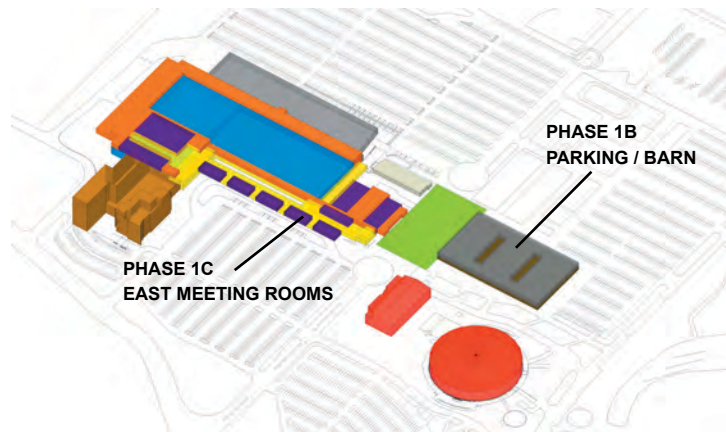 PHASE 1B
PARKING / BARN
PHASE 1C
EAST MEETING ROOMS